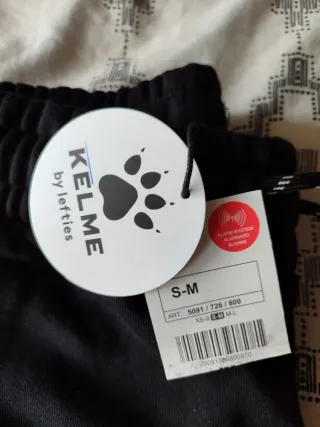 KELME
by lefties
ALARM SYSTEM
ALARMADO
ALARME
S-M
ART. 5091 / 726 / 800
XS-S S-M M-L